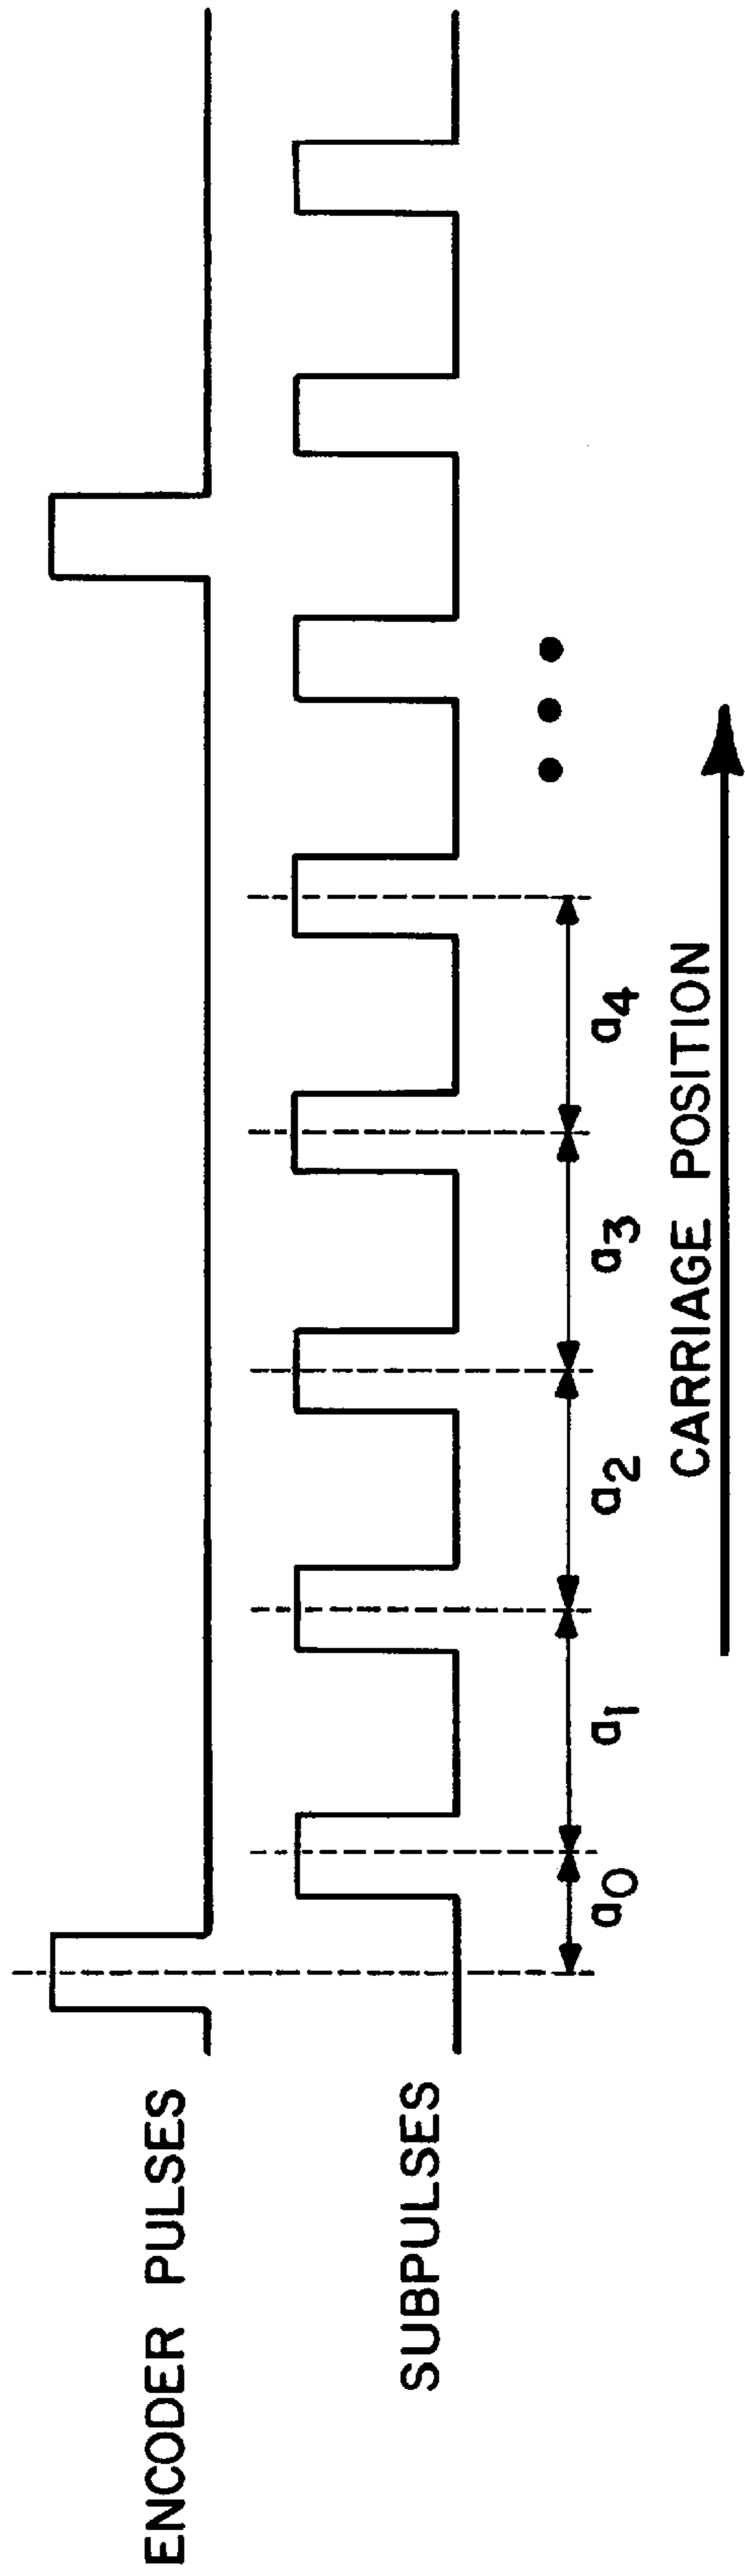 ENCODER PULSES
SUBPULSES
a0 a1 a2 a3 a4
CARRIAGE POSITION